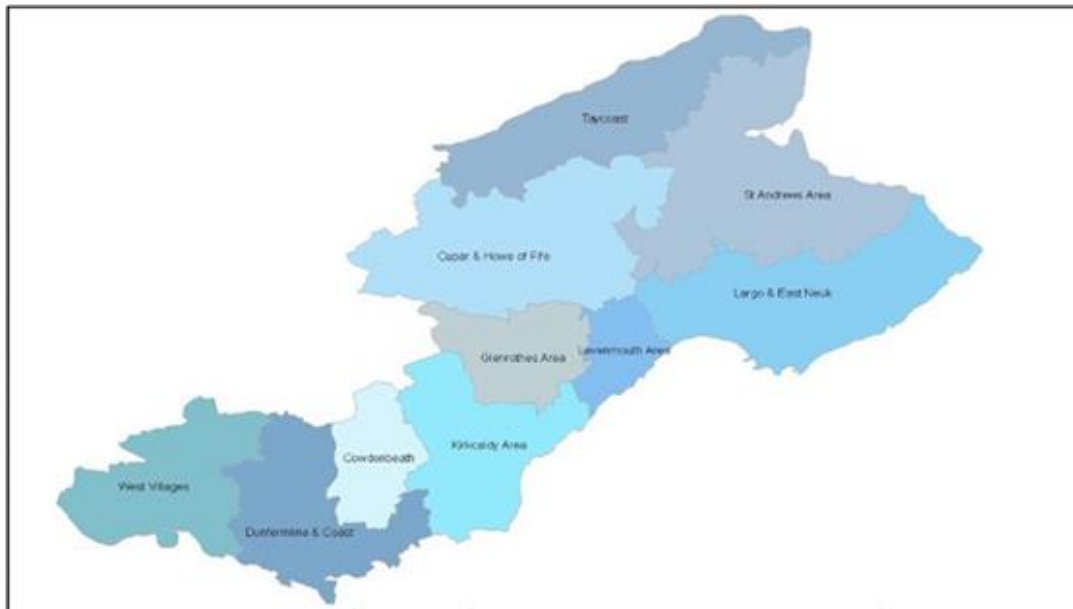 Taycoast
St Andrews Area
Cupar & Howe of Fife
Largo & East Neuk
Glenrothes Area
Levenmouth Area
Kirkcaldy Area
Cowdenbeath
West Villages
Dunfermline & Coast